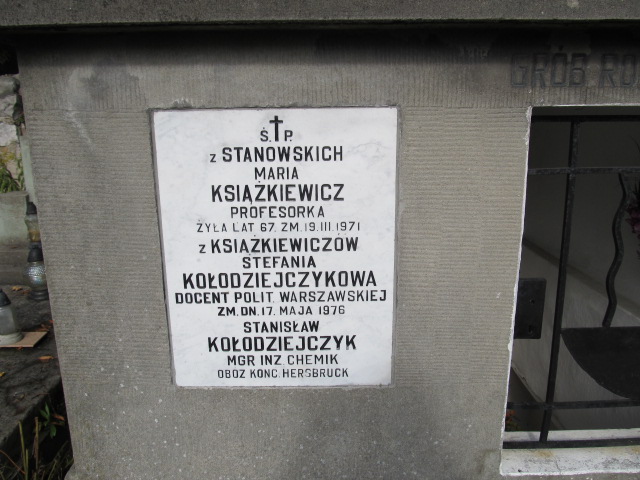 GRÓB RO
Ś.†P.
z STANOWSKICH
MARIA
KSIĄŻKIEWICZ
PROFESORKA
ŻYŁA LAT 67. ZM. 19.III.1971
z KSIĄŻKIEWICZÓW
STEFANIA
KOŁODZIEJCZYKOWA
DOCENT POLIT. WARSZAWSKIEJ
ZM. DN. 17. MAJA 1976
STANISŁAW
KOŁODZIEJCZYK
MGR INŻ CHEMIK
OBÓZ KONC. HERSBRUCK